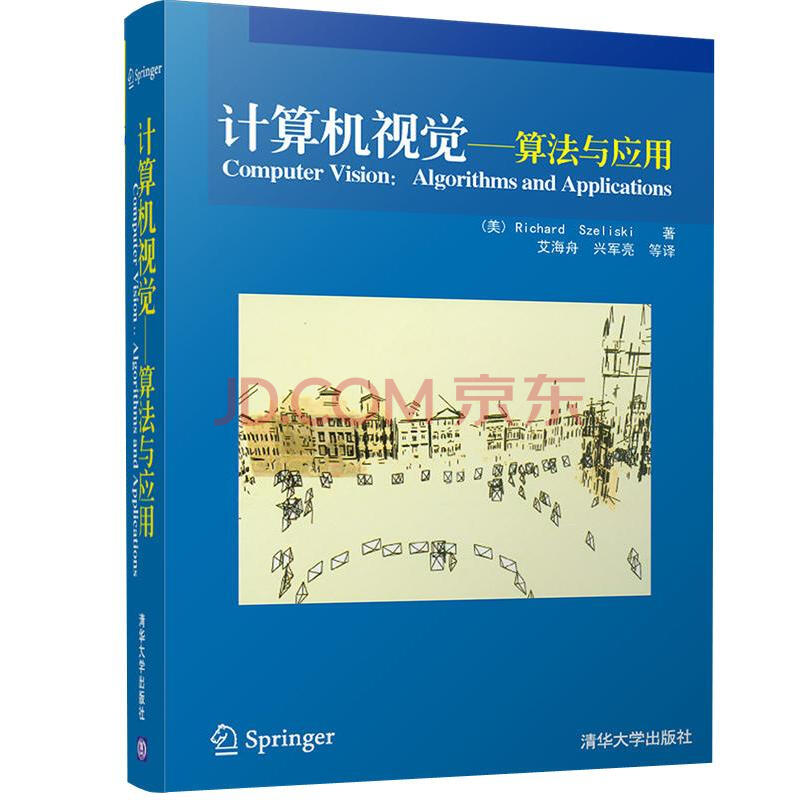 Springer
计算机视觉——算法与应用
Computer Vision: Algorithms and Applications
清华大学出版社
计算机视觉——算法与应用
Computer Vision: Algorithms and Applications
(美) Richard Szeliski 著
艾海舟 兴军亮 等译
JD.COM 京东
Springer
清华大学出版社